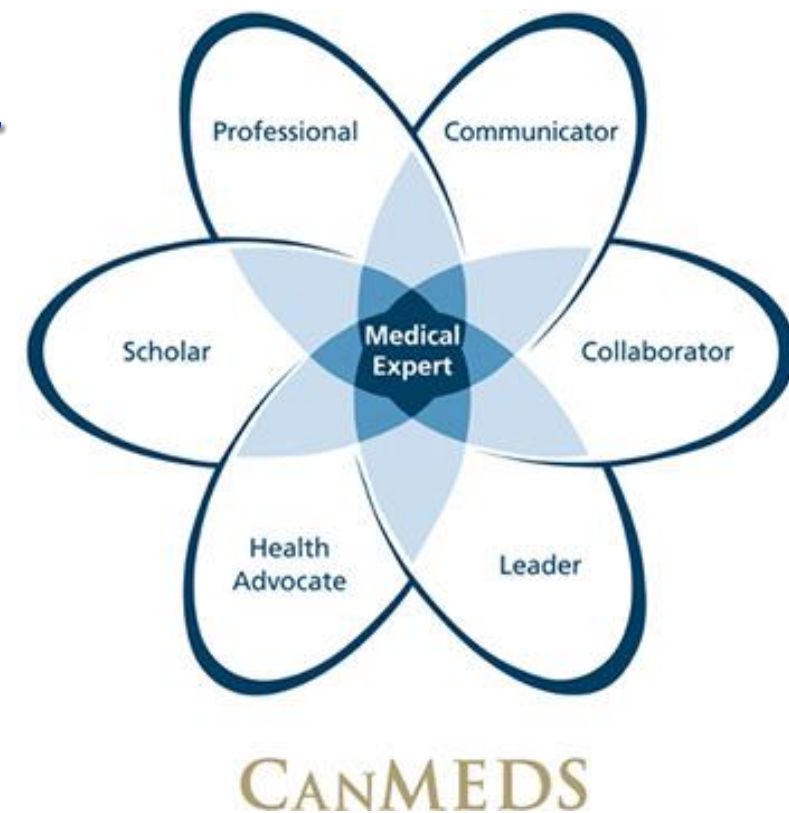 Professional
Communicator
Scholar
Medical
Expert
Collaborator
Health
Advocate
Leader
CANMEDS